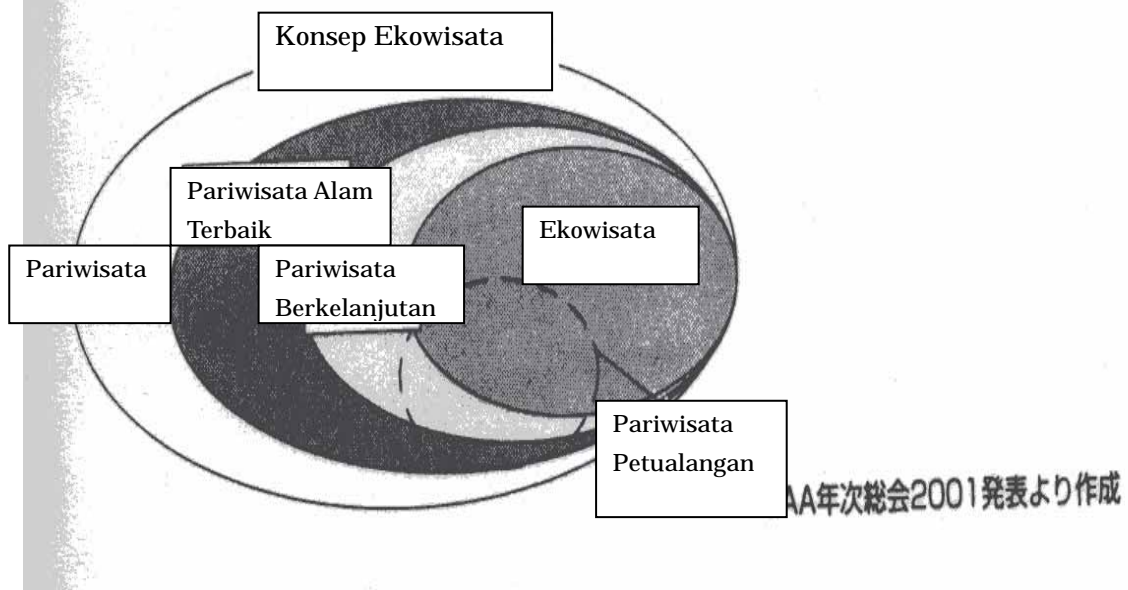 Konsep Ekowisata
Pariwisata Alam
Terbaik
Ekowisata
Pariwisata
Pariwisata
Berkelanjutan
Pariwisata
Petualangan
AA年次総会2001発表より作成